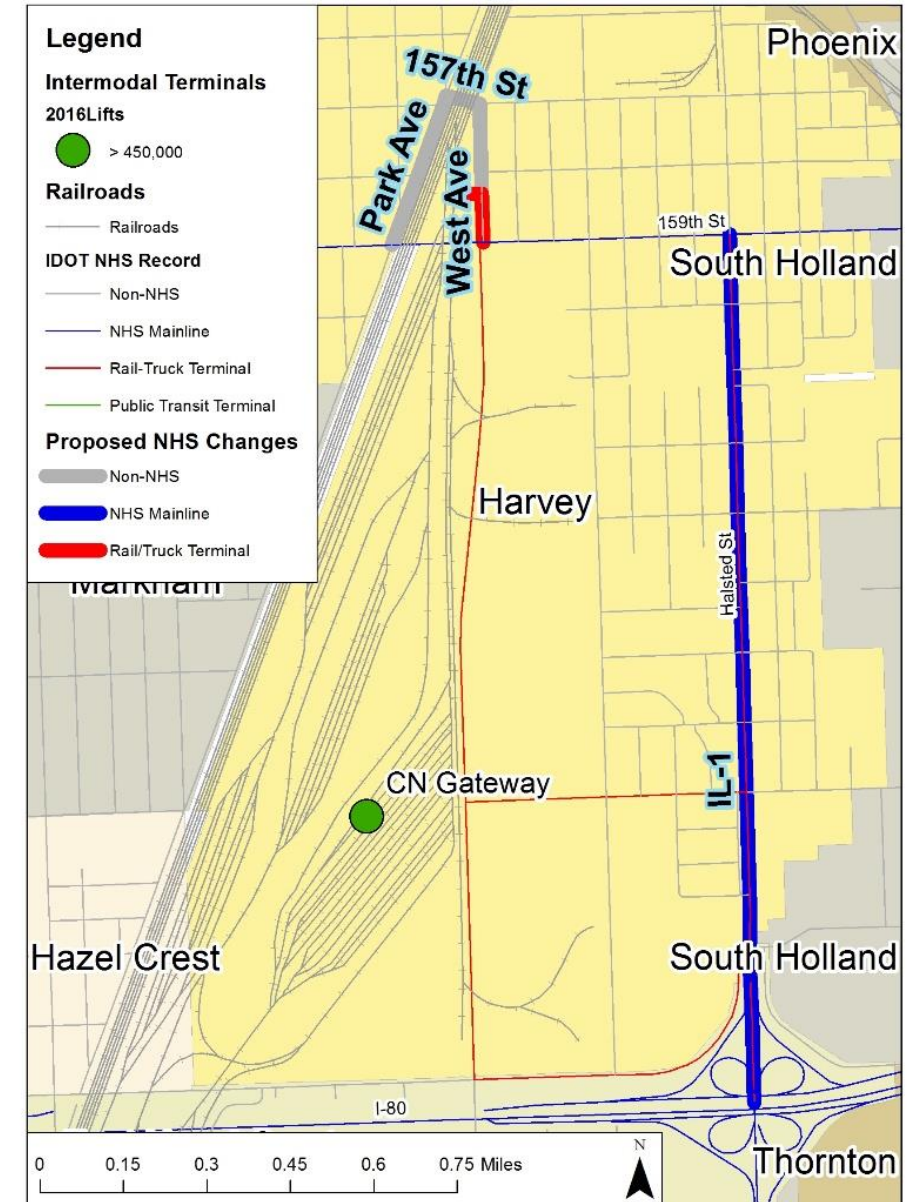 Legend
Intermodal Terminals
2016Lifts
> 450,000
Railroads
Railroads
IDOT NHS Record
Non-NHS
NHS Mainline
Rail-Truck Terminal
Public Transit Terminal
Proposed NHS Changes
Non-NHS
NHS Mainline
Rail/Truck Terminal
Phoenix
157th St
Park Ave
West Ave
159th St
South Holland
Harvey
Markham
Halsted St
IL-1
CN Gateway
Hazel Crest
South Holland
I-80
Thornton
0 0.15 0.3 0.45 0.6 0.75 Miles
N